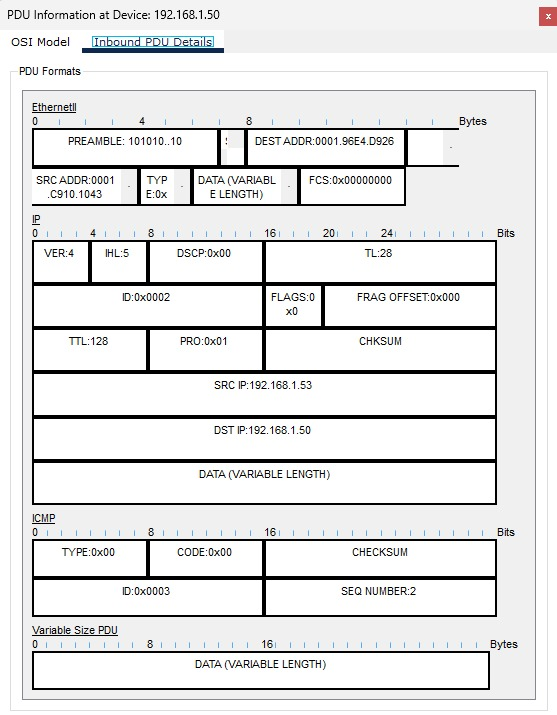 PDU Information at Device: 192.168.1.50
x
OSI Model Inbound PDU Details
PDU Formats
EthernetII
0 4 8 Bytes
PREAMBLE: 101010..10 DEST ADDR:0001.96E4.D926
SRC ADDR:0001
.C910.1043
TYP
E:0x
DATA (VARIABL
E LENGTH)
FCS:0x00000000
IP
0 4 8 16 20 24 Bits
VER:4 IHL:5 DSCP:0x00 TL:28
ID:0x0002 FLAGS:0
x0
FRAG OFFSET:0x000
TTL:128 PRO:0x01 CHKSUM
SRC IP:192.168.1.53
DST IP:192.168.1.50
DATA (VARIABLE LENGTH)
ICMP
0 8 16 Bits
TYPE:0x00 CODE:0x00 CHECKSUM
ID:0x0003 SEQ NUMBER:2
Variable Size PDU
0 8 16 Bytes
DATA (VARIABLE LENGTH)